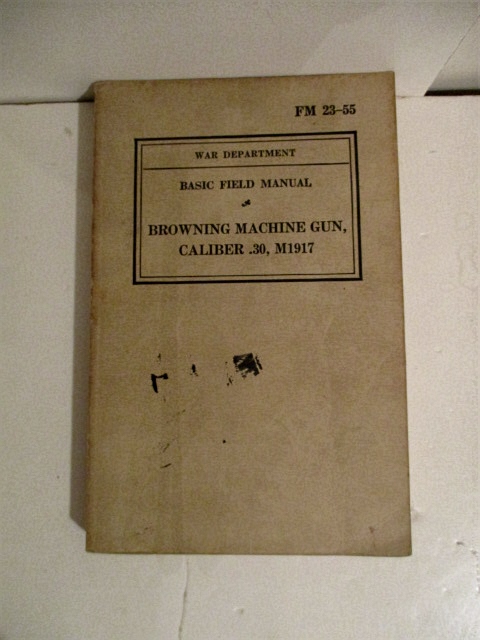 FM 23-55
WAR DEPARTMENT
BASIC FIELD MANUAL
BROWNING MACHINE GUN,
CALIBER .30, M1917